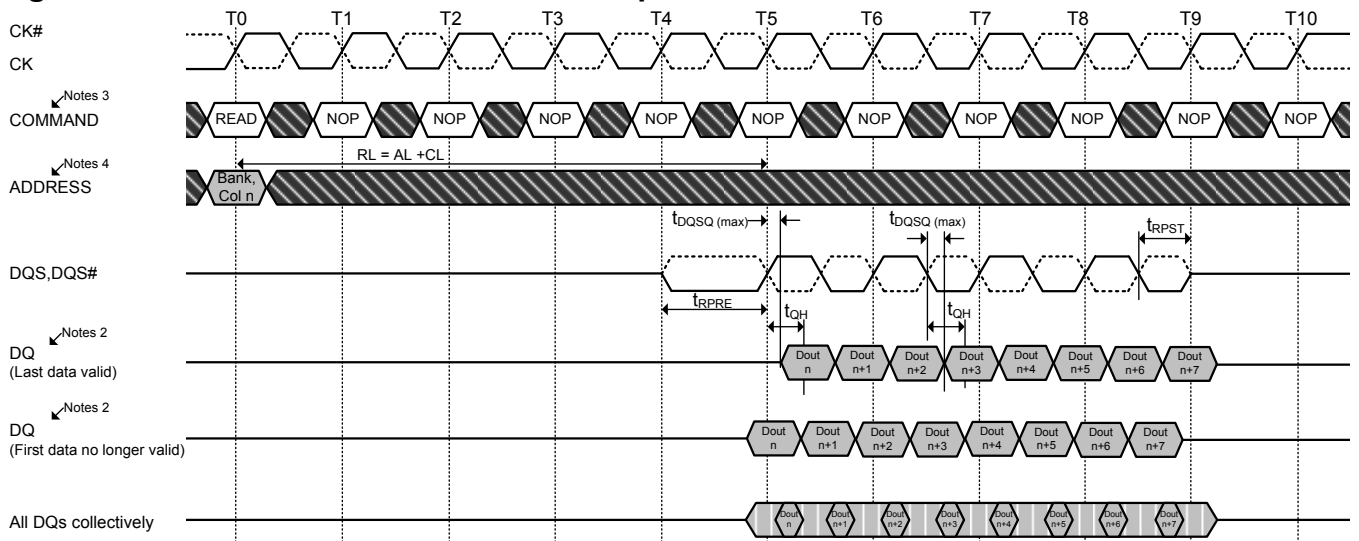 T0 T1 T2 T3 T4 T5 T6 T7 T8 T9 T10
CK#
CK
Notes 3
COMMAND
READ NOP NOP NOP NOP NOP NOP NOP NOP NOP NOP
RL = AL +CL
Notes 4
ADDRESS
Bank,
Col n
tDQSQ (max) tDQSQ (max) tRPST
DQS,DQS#
tRPRE tQH tQH
Notes 2
DQ
(Last data valid)
Dout Dout Dout Dout Dout Dout Dout Dout
n n+1 n+2 n+3 n+4 n+5 n+6 n+7
Notes 2
DQ
(First data no longer valid)
Dout Dout Dout Dout Dout Dout Dout Dout
n n+1 n+2 n+3 n+4 n+5 n+6 n+7
All DQs collectively
Dout Dout Dout Dout Dout Dout Dout Dout
n n+1 n+2 n+3 n+4 n+5 n+6 n+7